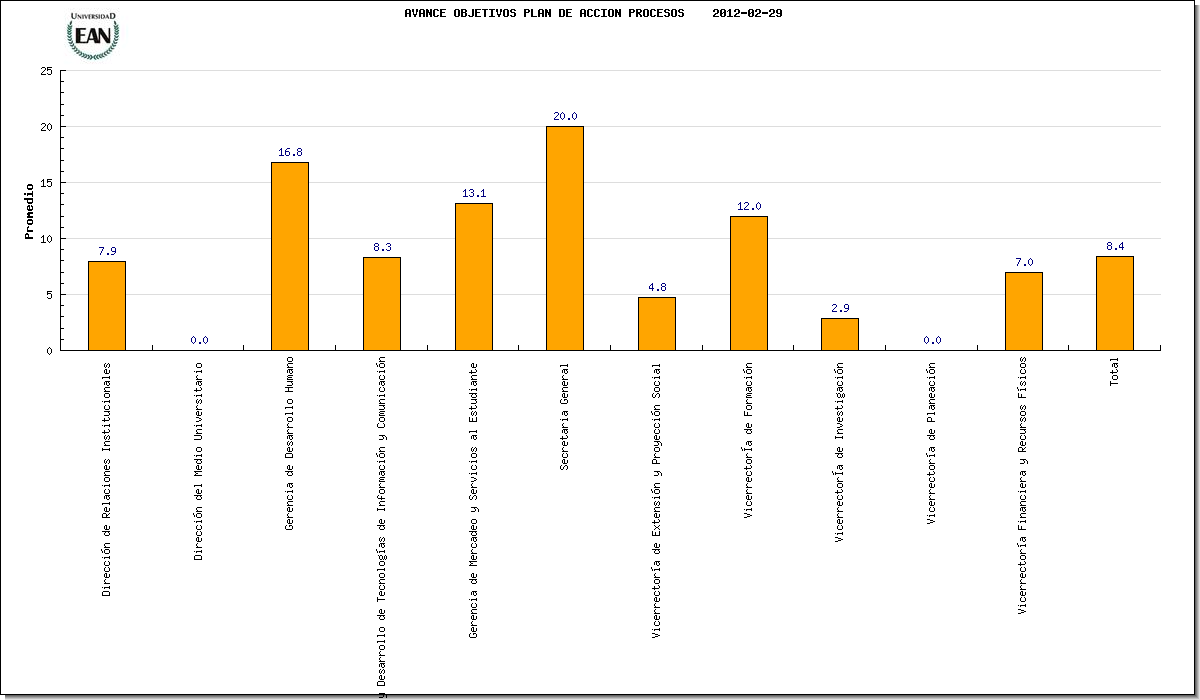 UNIVERSIDAD
EAN
AVANCE OBJETIVOS PLAN DE ACCION PROCESOS 2012-02-29
Promedio
25
20
15
10
5
0
7.9
0.0
16.8
8.3
13.1
20.0
4.8
12.0
2.9
0.0
7.0
8.4
Dirección de Relaciones Institucionales
Dirección del Medio Universitario
Gerencia de Desarrollo Humano
y Desarrollo de Tecnologías de Información y Comunicación
Gerencia de Mercadeo y Servicios al Estudiante
Secretaria General
Vicerrectoría de Extensión y Proyección Social
Vicerrectoría de Formación
Vicerrectoría de Investigación
Vicerrectoría de Planeación
Vicerrectoría Financiera y Recursos Físicos
Total